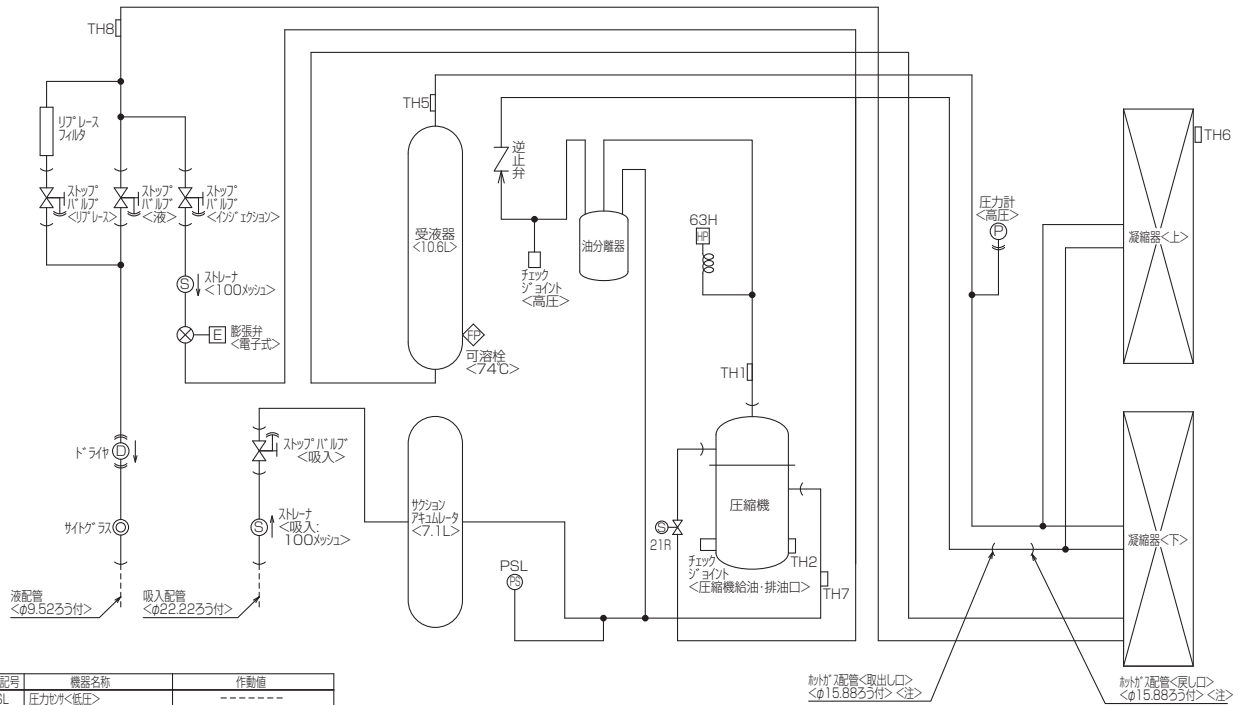 TH8
リプレース
フィルタ
ストップ
バルブ
<リプレース>
ストップ
バルブ
<液>
ストップ
バルブ
<インジェクション>
S
ストレーナ
<100メッシュ>
E
膨張弁
<電子式>
ドライヤ
D
サイトグラス
液配管
<φ9.52ろう付>
吸入配管
<φ22.22ろう付>
ストップバルブ
<吸入>
S
ストレーナ
<吸入:
100メッシュ>
TH5
受液器
<10.6L>
FP
可溶栓
<74℃>
サクション
アキュムレータ
<7.1L>
PSL
PS
逆止弁
チェック
ジョイント
<高圧>
油分離器
63H
HP
TH1
圧縮機
S
21R
チェック
ジョイント
<圧縮機給油・排油口>
TH2
TH7
圧力計
<高圧>
P
TH6
凝縮器<上>
凝縮器<下>
ホットガス配管<取出し口>
<φ15.88ろう付><注>
ホットガス配管<戻し口>
<φ15.88ろう付><注>
記号 機器名称 作動値
SL 圧力センサ<低圧> -------